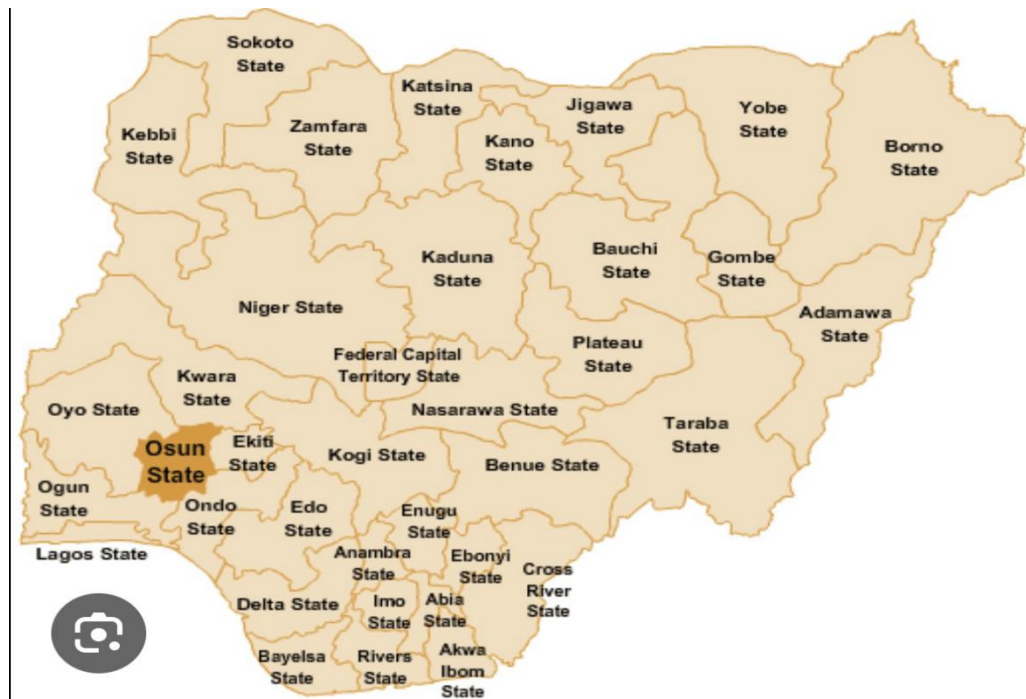 Sokoto
State
Katsina
State
Jigawa
State
Yobe
State
Kebbi
State
Zamfara
State
Kano
State
Borno
State
Kaduna
State
Bauchi
State
Gombe
State
Niger State
Adamawa
State
Federal Capital
Territory State
Plateau
State
Kwara
State
Oyo State
Nasarawa State
Taraba
State
Osun
State
Ekiti
State
Kogi State
Benue State
Ogun
State
Ondo
State
Edo
State
Enugu
State
Lagos State
Anambra
State
Ebonyi
State
Cross
River
State
Delta State
Imo
State
Abia
State
Bayelsa
State
Rivers
State
Akwa
Ibom
State